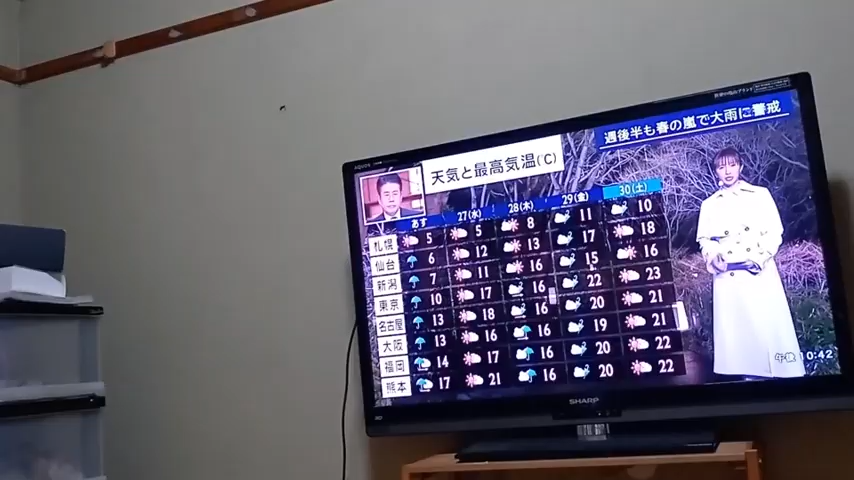 AQUOS
週後半も春の嵐で大雨に警戒
天気と最高気温(℃)
あす 27(水) 28(木) 29(金) 30(土)
札幌 5 5 8 11 10
仙台 6 12 13 17 18
新潟 7 11 16 15 16
東京 10 17 16 22 23
名古屋 13 18 16 20 21
大阪 13 16 16 19 21
福岡 14 17 16 20 22
熊本 17 21 16 20 22
午後 10:42
SHARP